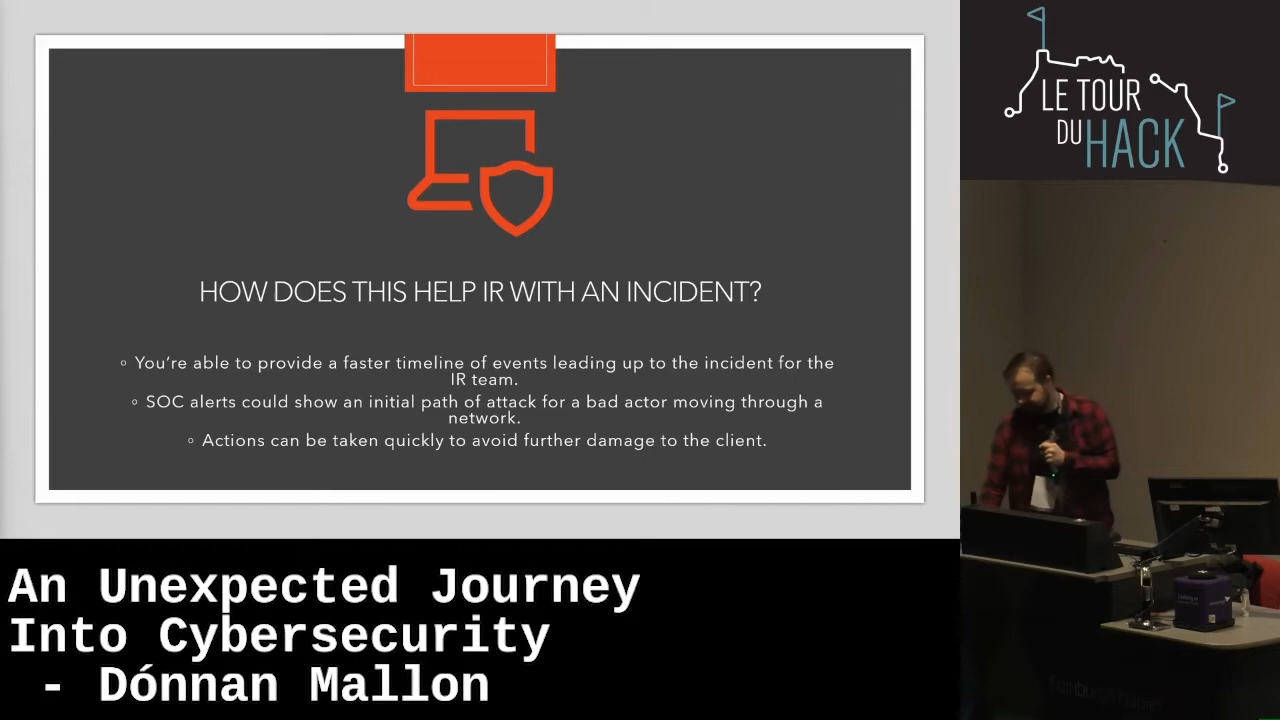 HOW DOES THIS HELP IR WITH AN INCIDENT?
◦ You're able to provide a faster timeline of events leading up to the incident for the
IR team.
◦ SOC alerts could show an initial path of attack for a bad actor moving through a
network.
◦ Actions can be taken quickly to avoid further damage to the client.
An Unexpected Journey
Into Cybersecurity
- Dónnan Mallon
LE TOUR
DU HACK